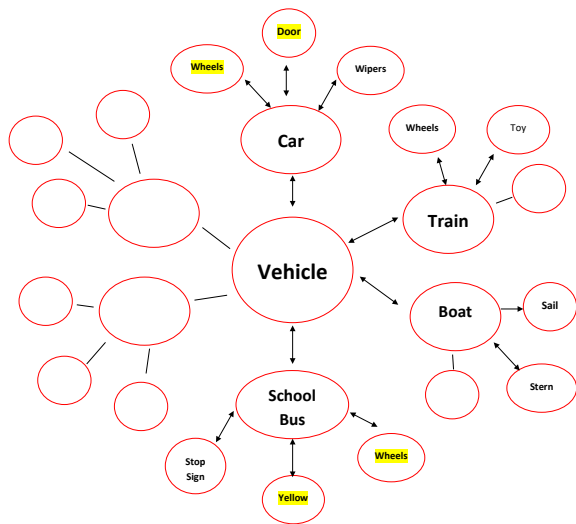 Door
Wheels
Wipers
Car
Wheels
Toy
Train
Vehicle
Boat
Sail
Stern
School
Bus
Stop
Sign
Wheels
Yellow